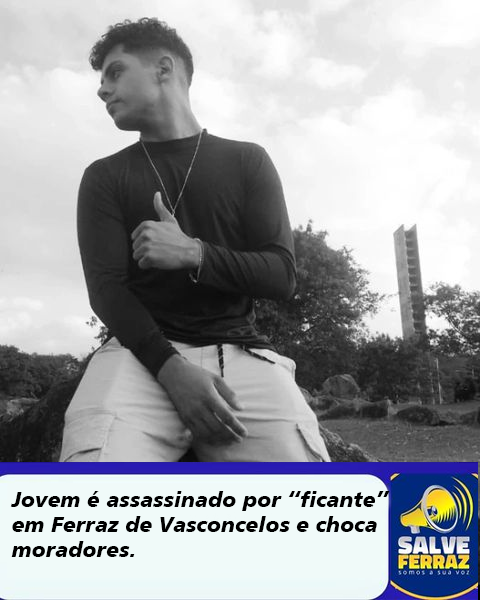 Jovem é assassinado por “ficante”
em Ferraz de Vasconcelos e choca
moradores.
SALVE
FERRAZ
somos a sua voz